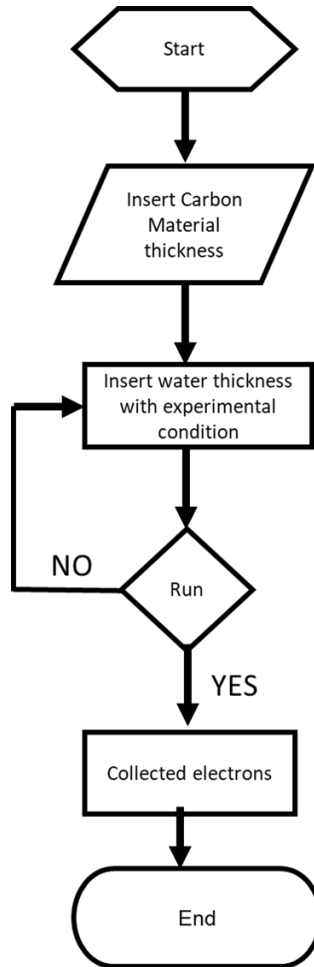 Start
Insert Carbon
Material
thickness
Insert water thickness
with experimental
condition
NO
Run
YES
Collected electrons
End